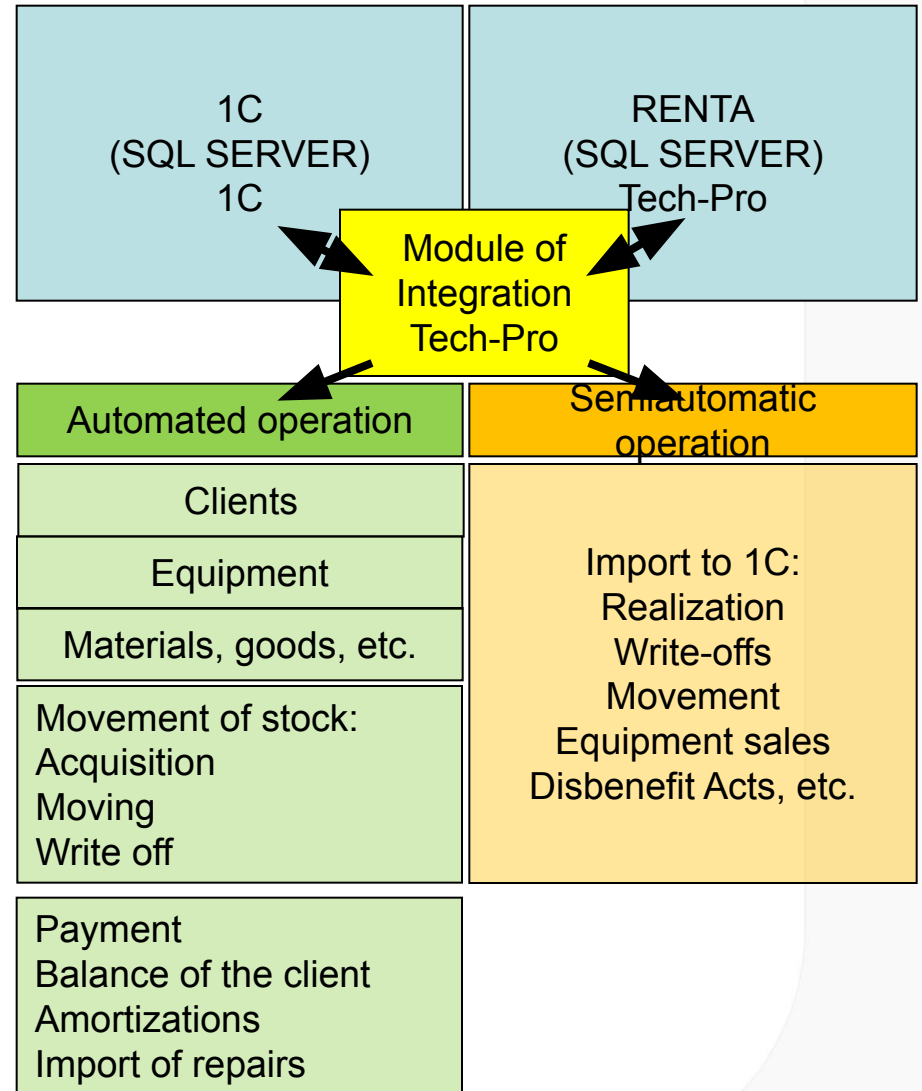 1C
(SQL SERVER)
1C
RENTA
(SQL SERVER)
Tech-Pro
Module of
Integration
Tech-Pro
Automated operation
Semiautomatic
operation
Clients
Equipment
Materials, goods, etc.
Movement of stock:
Acquisition
Moving
Write off
Import to 1C:
Realization
Write-offs
Movement
Equipment sales
Disbenefit Acts, etc.
Payment
Balance of the client
Amortizations
Import of repairs